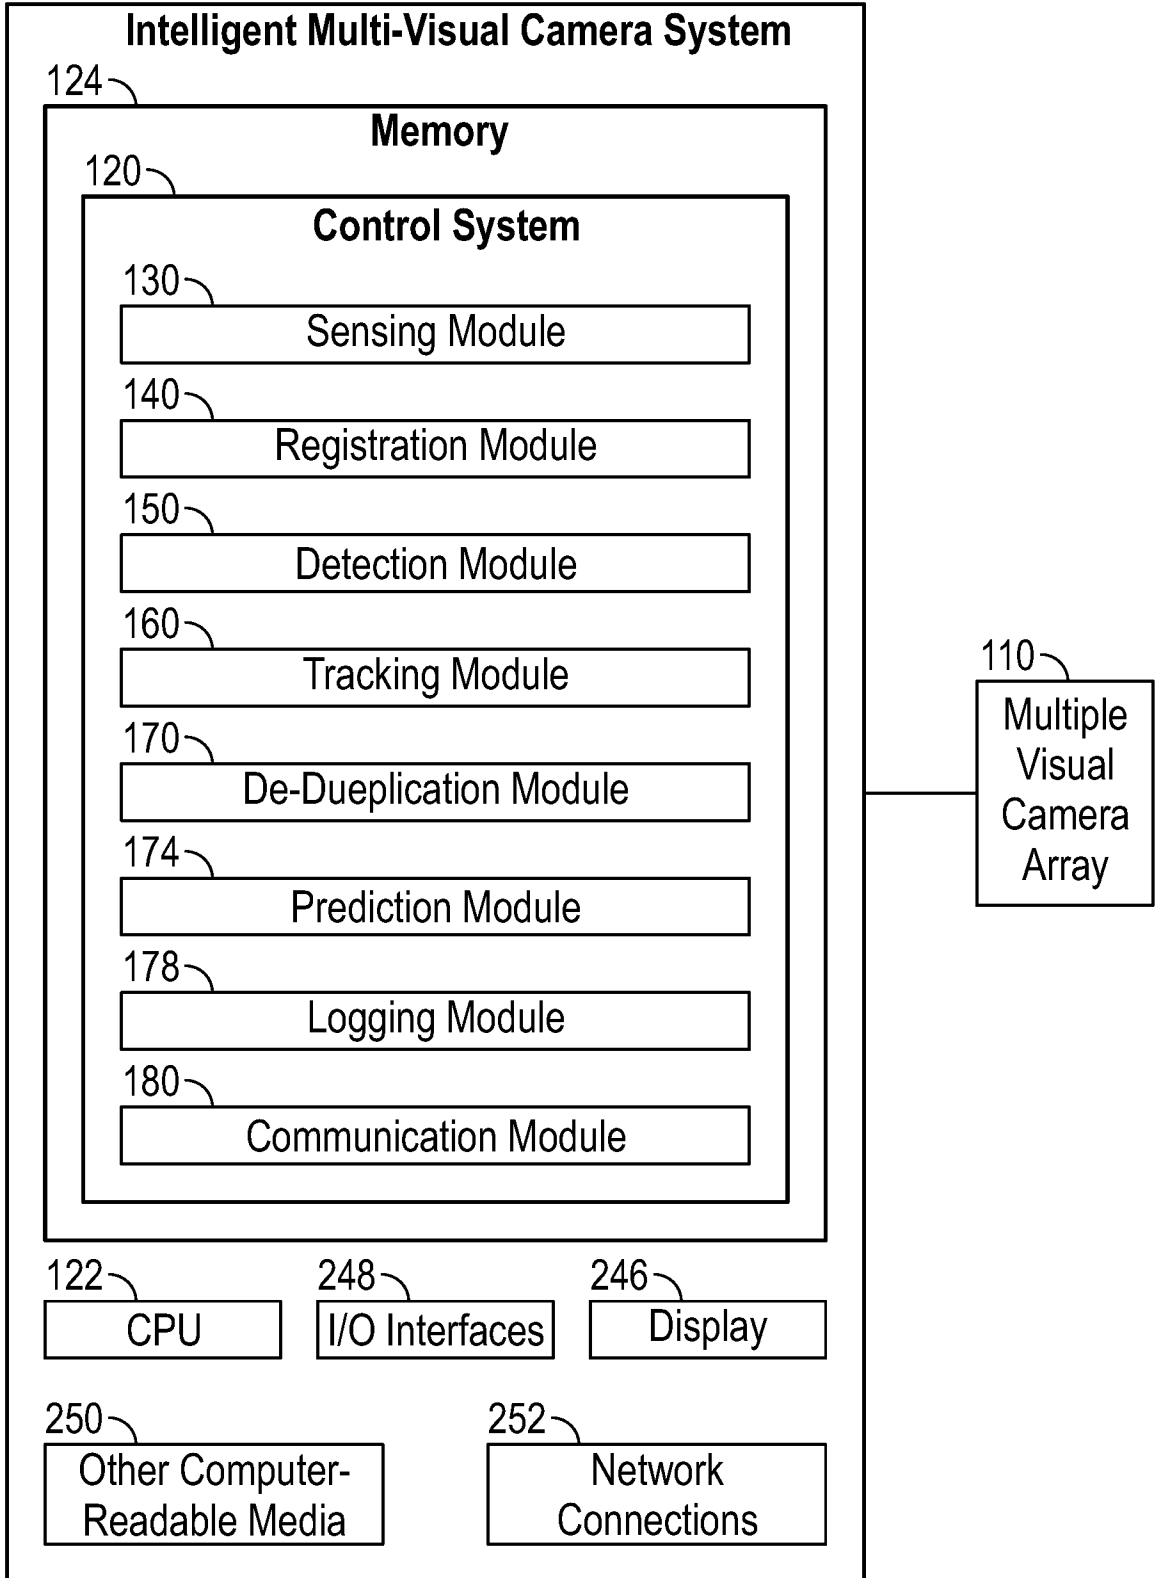 Intelligent Multi-Visual Camera System
124
Memory
120
Control System
130
Sensing Module
140
Registration Module
150
Detection Module
160
Tracking Module
170
De-Dueplication Module
174
Prediction Module
178
Logging Module
180
Communication Module
110
Multiple
Visual
Camera
Array
122
CPU
248
I/O Interfaces
246
Display
250
Other Computer-
Readable Media
252
Network
Connections